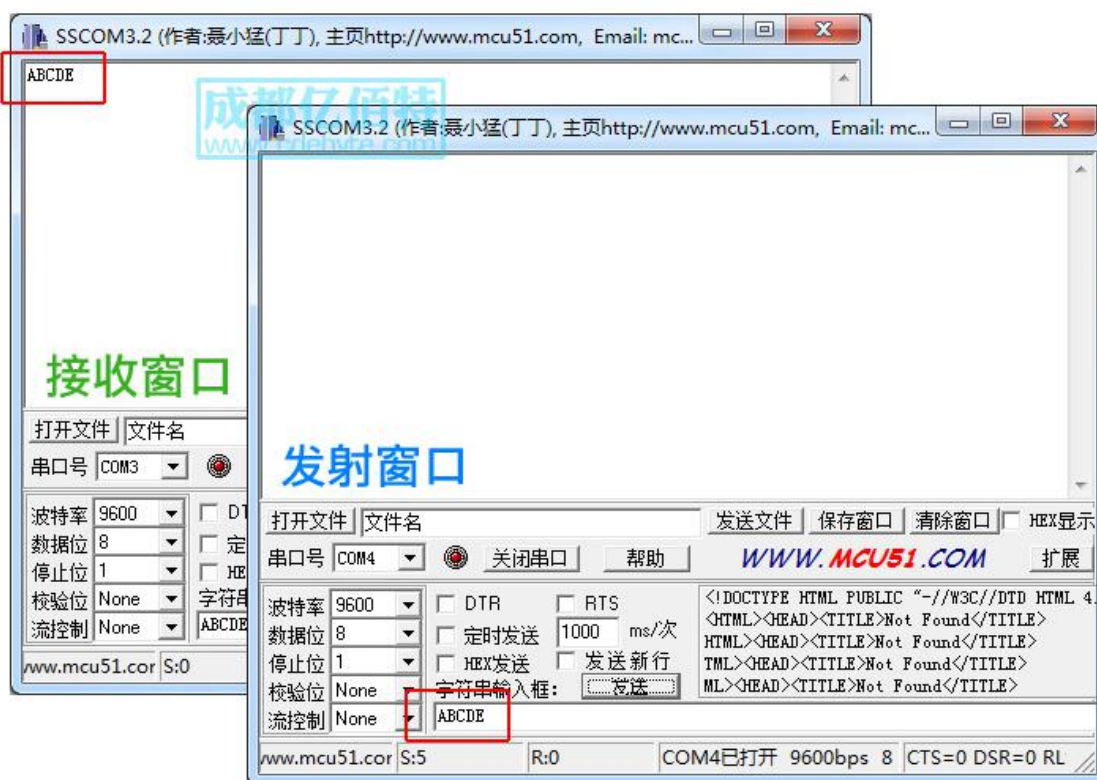 SSCOM3.2 (作者:聂小猛(丁丁), 主页http://www.mcu51.com, Email: mc...
ABCDE
成都亿佰特
www.cdebyte.com
接收窗口
打开文件 文件名
串口号 COM3
波特率 9600
DT
数据位 8
定
停止位 1
HE
校验位 None
字符串
流控制 None
ABCDE
www.mcu51.cor S:0
SSCOM3.2 (作者:聂小猛(丁丁), 主页http://www.mcu51.com, Email: mc...
发射窗口
打开文件 文件名 发送文件 保存窗口 清除窗口 HEX显示
串口号 COM4 关闭串口 帮助 WWW.MCU51.COM 扩展
波特率 9600 DTR RTS
数据位 8 定时发送 1000 ms/次
停止位 1 HEX发送 发送新行
校验位 None 字符串输入框: 发送
流控制 None ABCDE
<!DOCTYPE HTML PUBLIC "-//W3C//DTD HTML 4.
<HTML><HEAD><TITLE>Not Found</TITLE>
HTML><HEAD><TITLE>Not Found</TITLE>
TML><HEAD><TITLE>Not Found</TITLE>
ML><HEAD><TITLE>Not Found</TITLE>
www.mcu51.cor S:5 R:0 COM4已打开 9600bps 8 CTS=0 DSR=0 RL